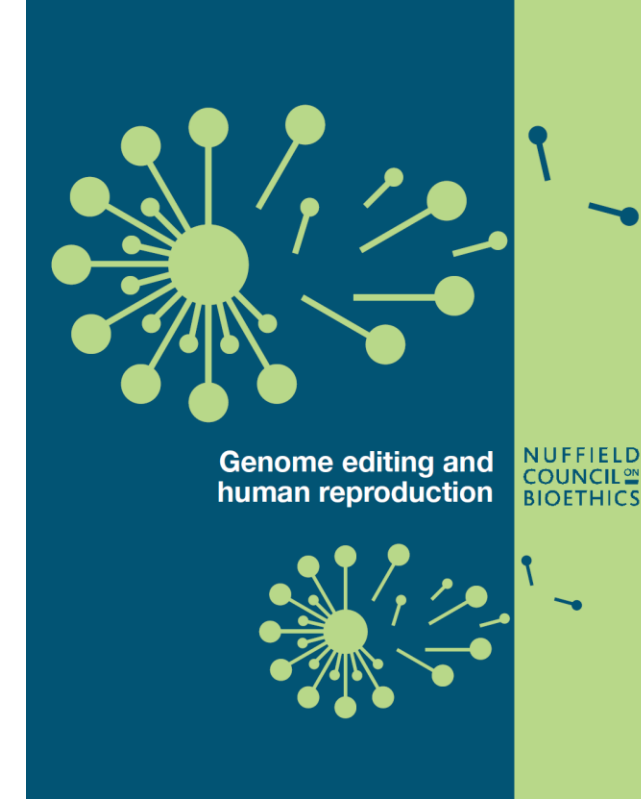 Genome editing and
human reproduction
NUFFIELD
COUNCIL ON
BIOETHICS